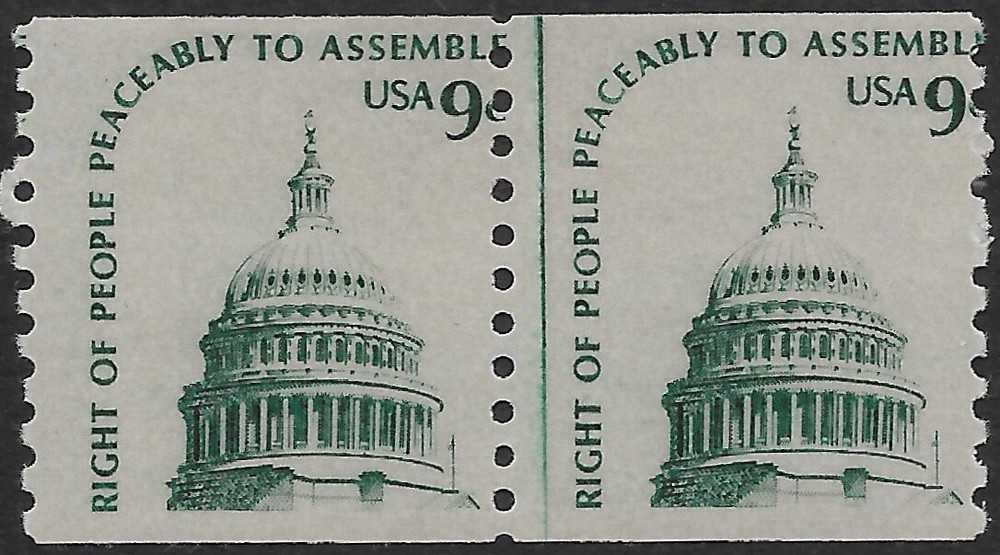 RIGHT OF PEOPLE PEACEABLY TO ASSEMBLE
USA 9¢
RIGHT OF PEOPLE PEACEABLY TO ASSEMBL
USA 9¢